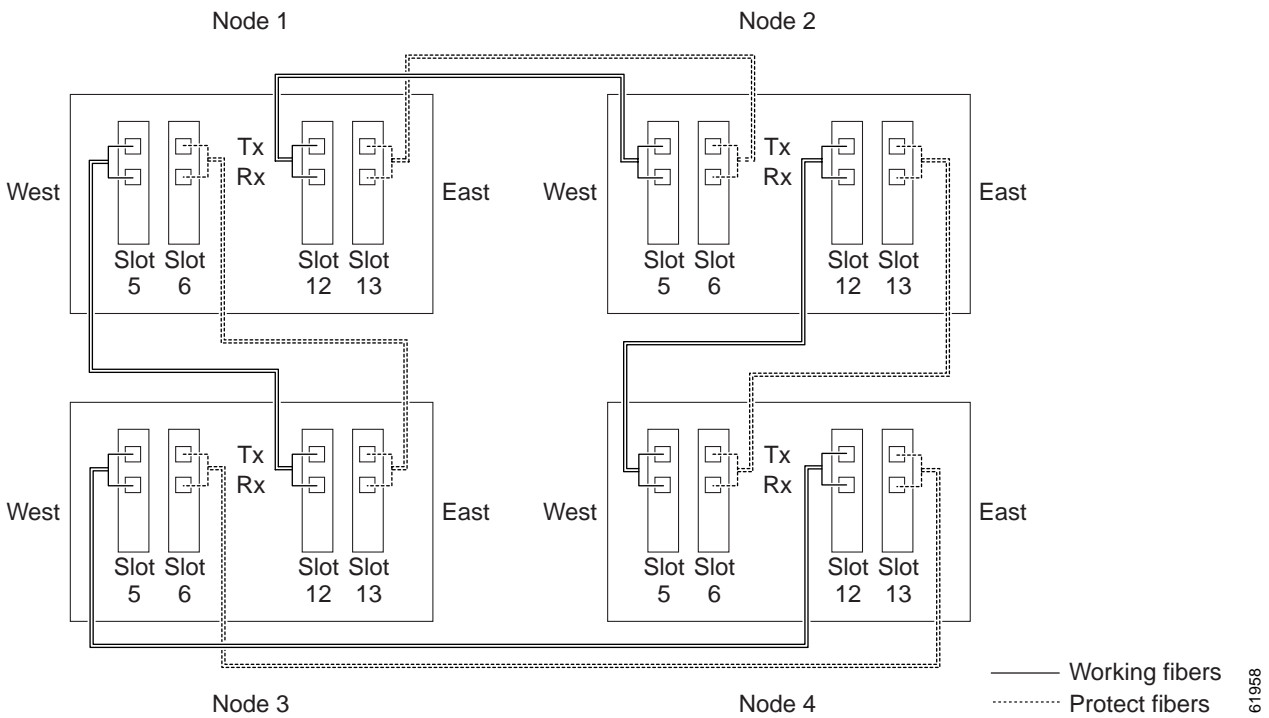 Node 1
Node 2
West
Tx
Rx
East
Slot Slot
5 6
Slot Slot
12 13
West
Tx
Rx
East
Slot Slot
5 6
Slot Slot
12 13
West
Tx
Rx
East
Slot Slot
5 6
Slot Slot
12 13
West
Tx
Rx
East
Slot Slot
5 6
Slot Slot
12 13
Node 3
Node 4
Working fibers
Protect fibers
61958